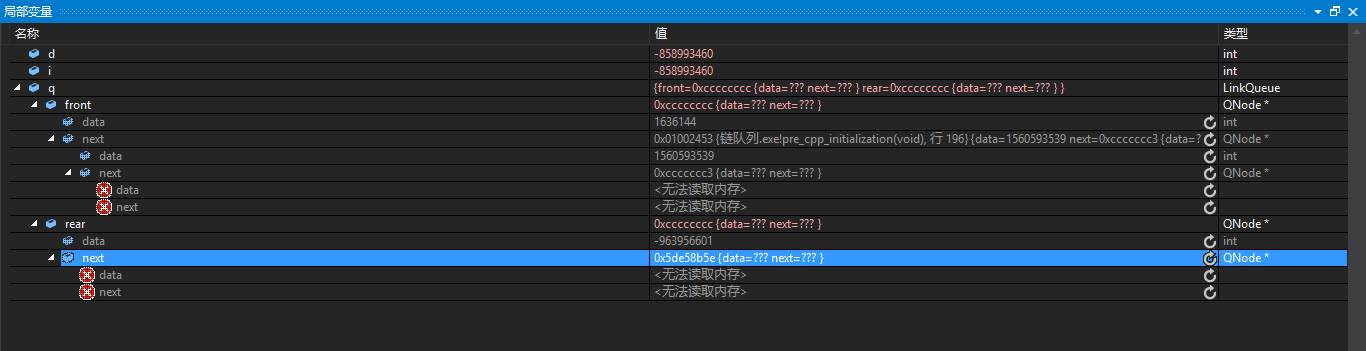 局部变量
名称 值 类型
d -858993460 int
i -858993460 int
q {front=0xcccccccc {data=??? next=??? } rear=0xcccccccc {data=??? next=??? } } LinkQueue
front 0xcccccccc {data=??? next=??? } QNode *
data 1636144 int
next 0x01002453 {链队列.exe!pre_cpp_initialization(void), 行 196} {data=1560593539 next=0xccccccc3 {data=? QNode *
data 1560593539 int
next 0xccccccc3 {data=??? next=??? } QNode *
data <无法读取内存>
next <无法读取内存>
rear 0xcccccccc {data=??? next=??? } QNode *
data -963956601 int
next 0x5de58b5e {data=??? next=??? } QNode *
data <无法读取内存>
next <无法读取内存>